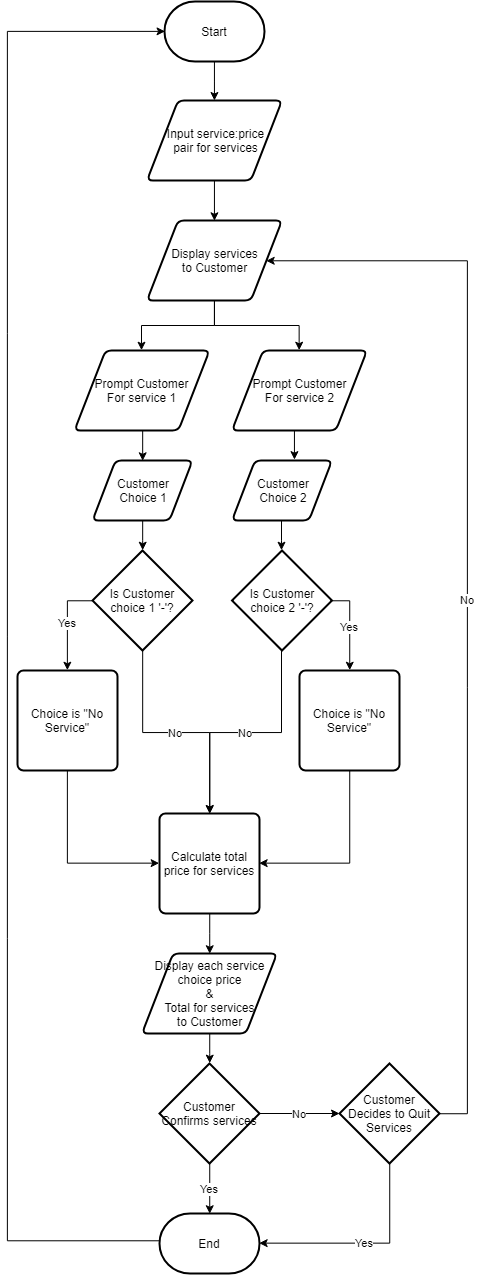 Start
Input service:price
pair for services
Display services
to Customer
Prompt Customer
For service 1
Prompt Customer
For service 2
Customer
Choice 1
Customer
Choice 2
Is Customer
choice 1 '-'?
Is Customer
choice 2 '-'?
No
Yes
Yes
Choice is "No
Service"
Choice is "No
Service"
No
No
Calculate total
price for services
Display each service
choice price
&
Total for services
to Customer
Customer
Confirms services
No
Customer
Decides to Quit
Services
Yes
End
Yes